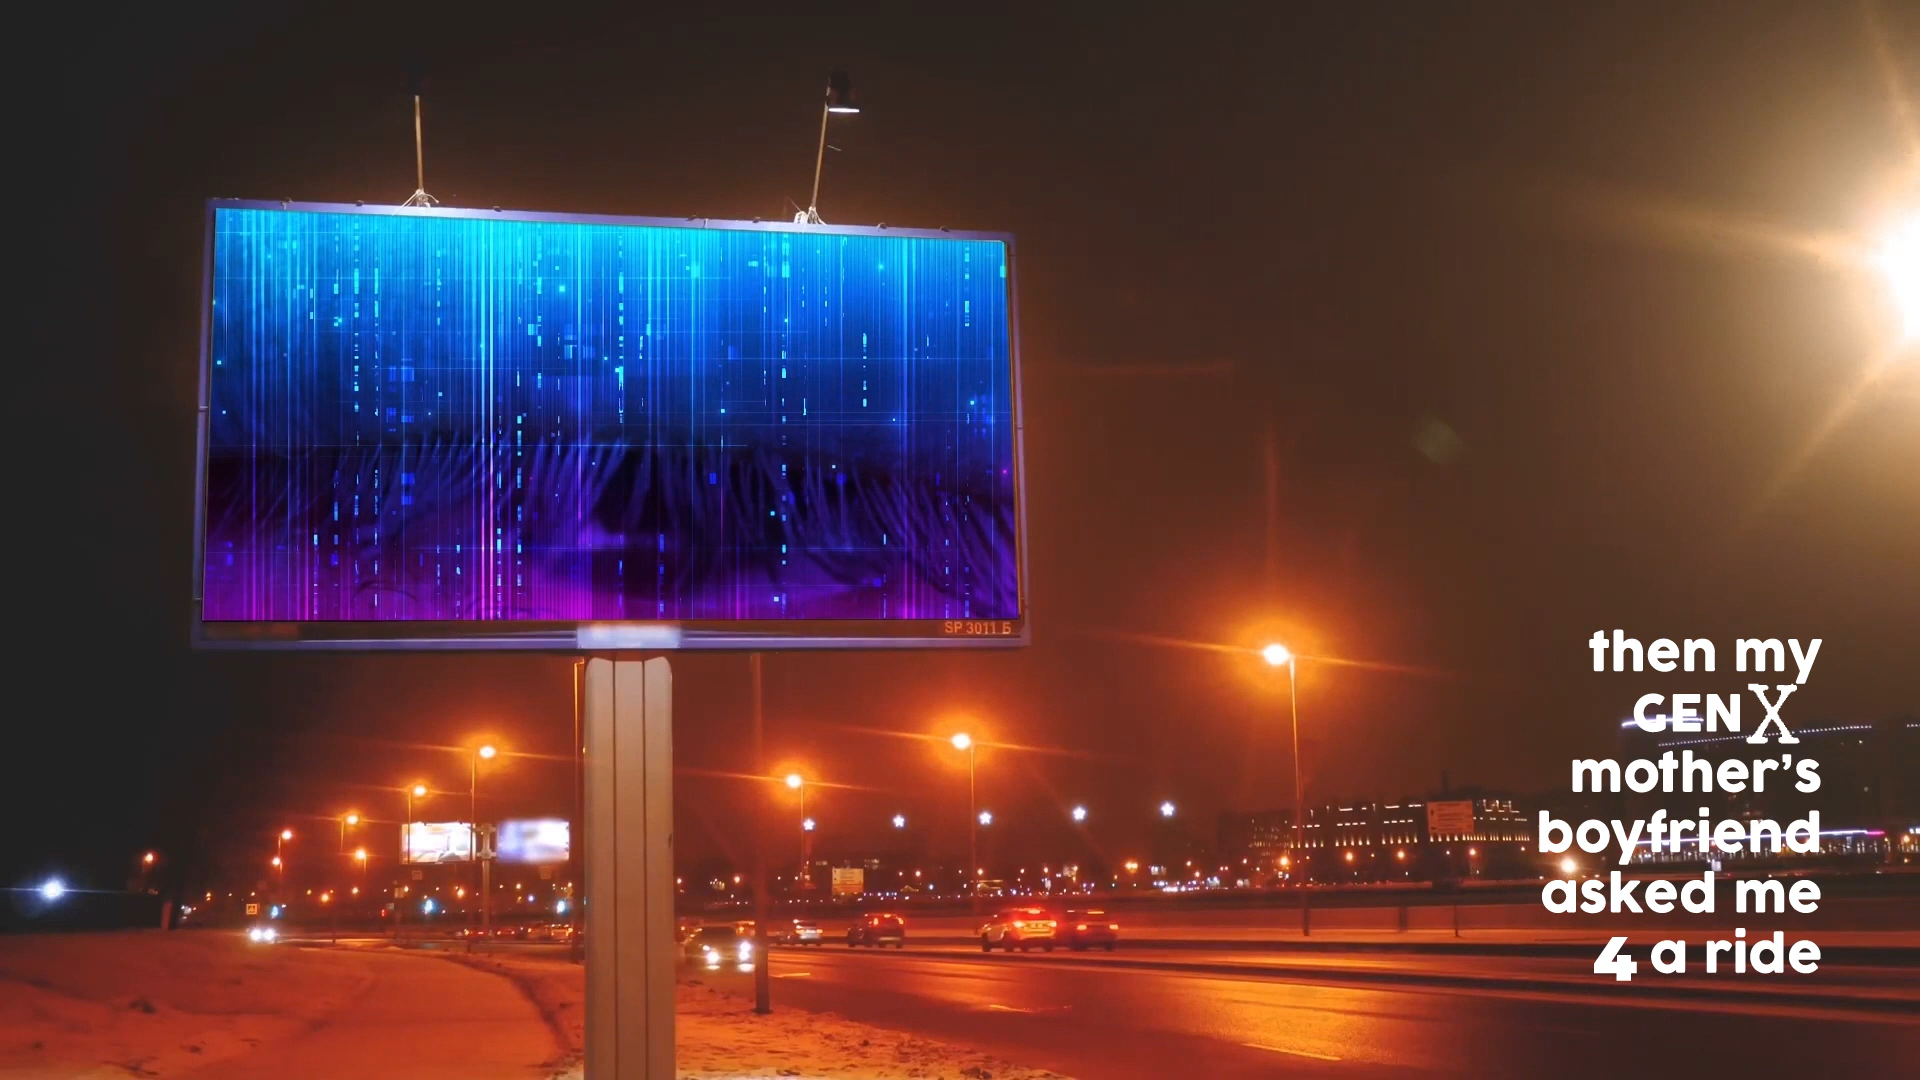 SP 3011 Б
then my
GEN X
mother's
boyfriend
asked me
4 a ride